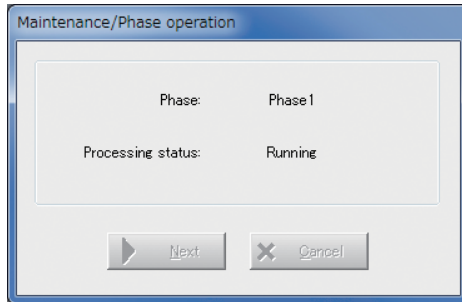 Maintenance/Phase operation
Phase: Phase1
Processing status: Running
Next Cancel